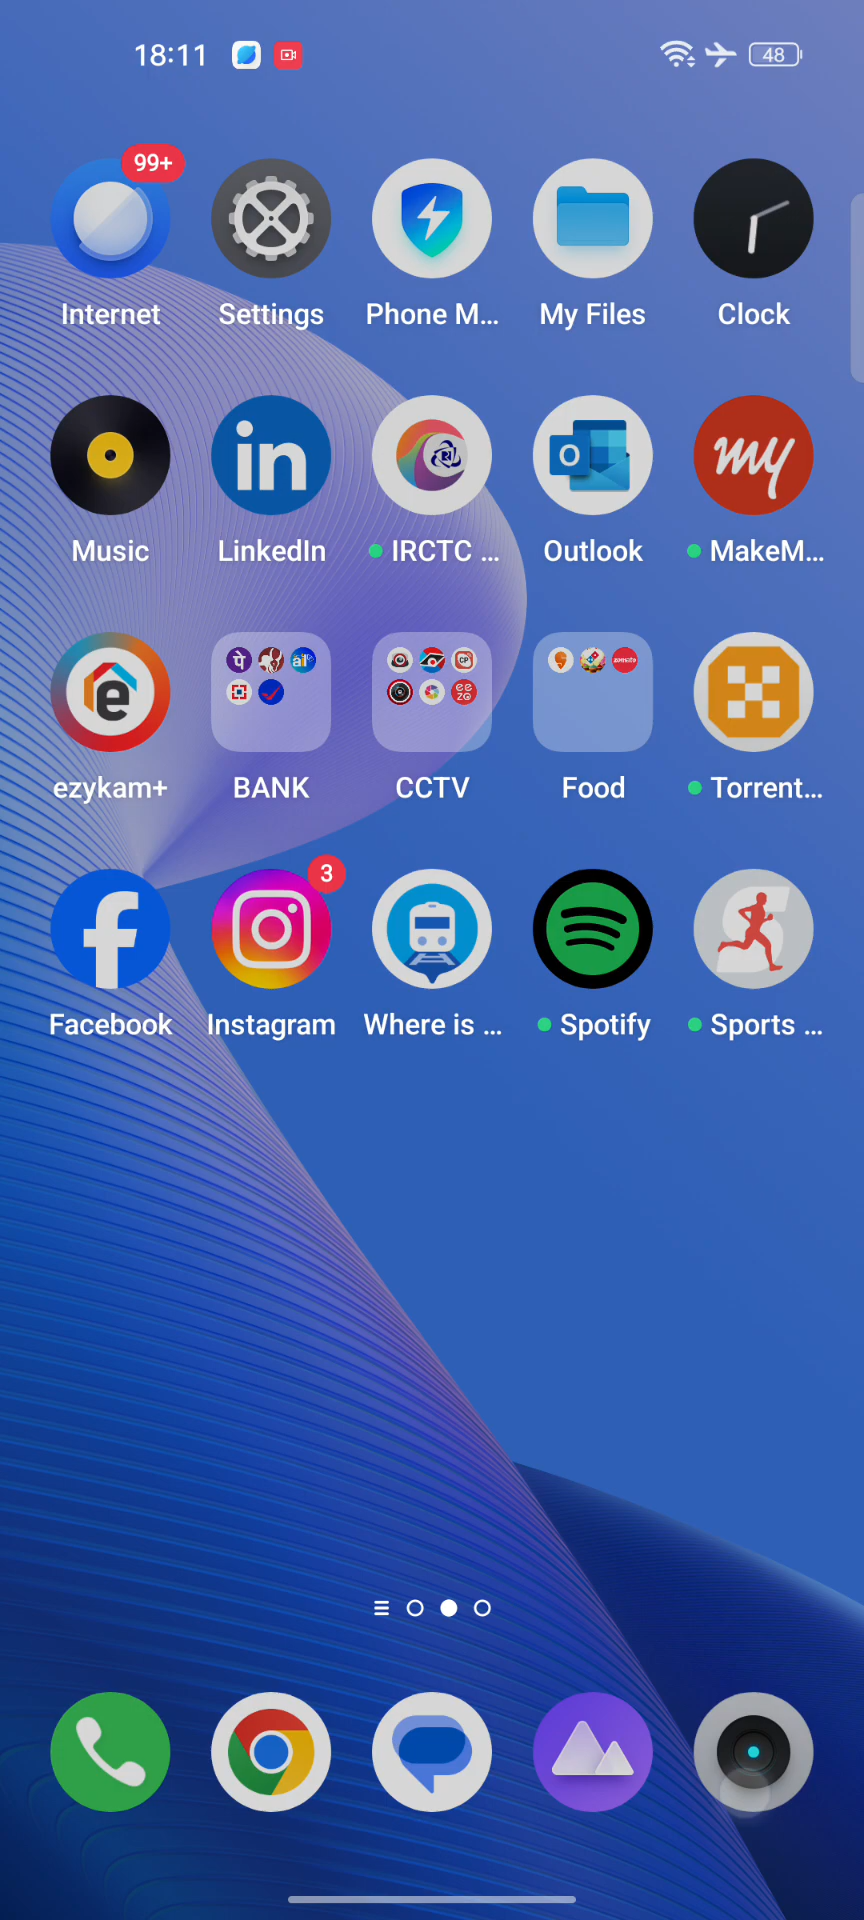 18:11
48
99+
Internet
Settings
Phone M...
My Files
Clock
in
O
my
Music
LinkedIn
IRCTC ...
Outlook
MakeM...
e
ezykam+
BANK
CCTV
Food
Torrent...
3
Facebook
Instagram
Where is ...
Spotify
Sports ...